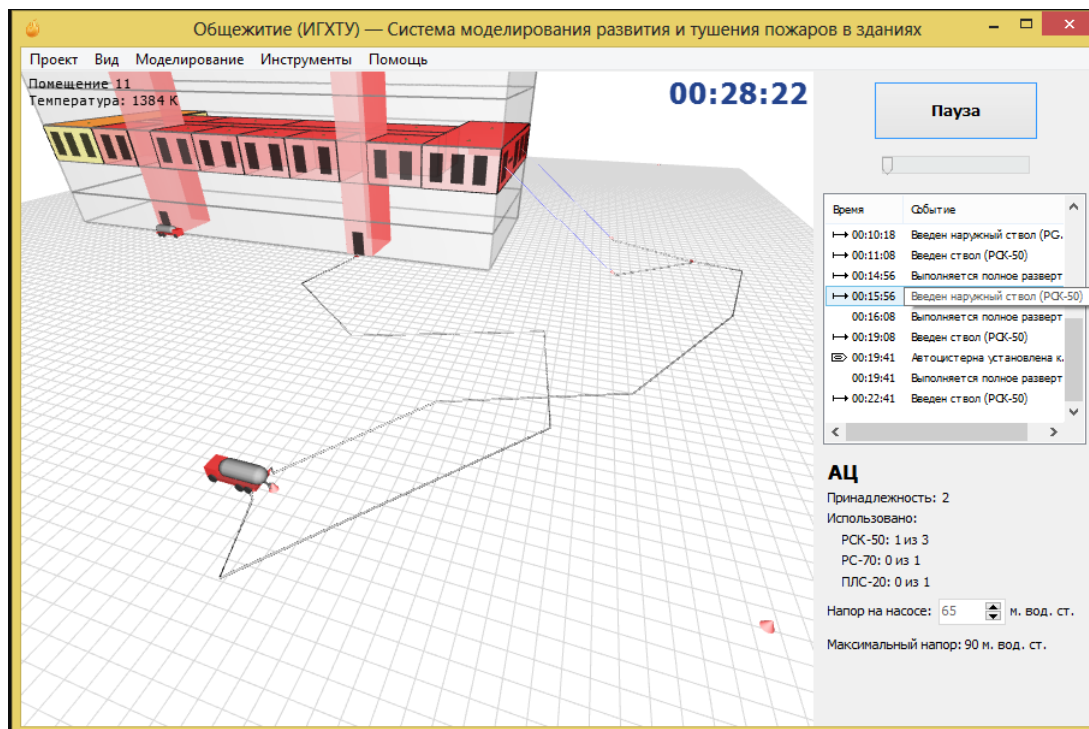 Общежитие (ИГХТУ) — Система моделирования развития и тушения пожаров в зданиях
Проект Вид Моделирование Инструменты Помощь
Помещение 11
Температура: 1384 K
00:28:22
Пауза
Время Событие
00:10:18 Введен наружный ствол (РС.
00:11:08 Введен ствол (РСК-50)
00:14:56 Выполняется полное разверт
00:15:56 Введен наружный ствол (РСК-50)
00:16:08 Выполняется полное разверт
00:19:08 Введен ствол (РСК-50)
00:19:41 Автоцистерна установлена к.
00:19:41 Выполняется полное разверт
00:22:41 Введен ствол (РСК-50)
АЦ
Принадлежность: 2
Использовано:
РСК-50: 1 из 3
РС-70: 0 из 1
ПЛС-20: 0 из 1
Напор на насосе: 65 м. вод. ст.
Максимальный напор: 90 м. вод. ст.